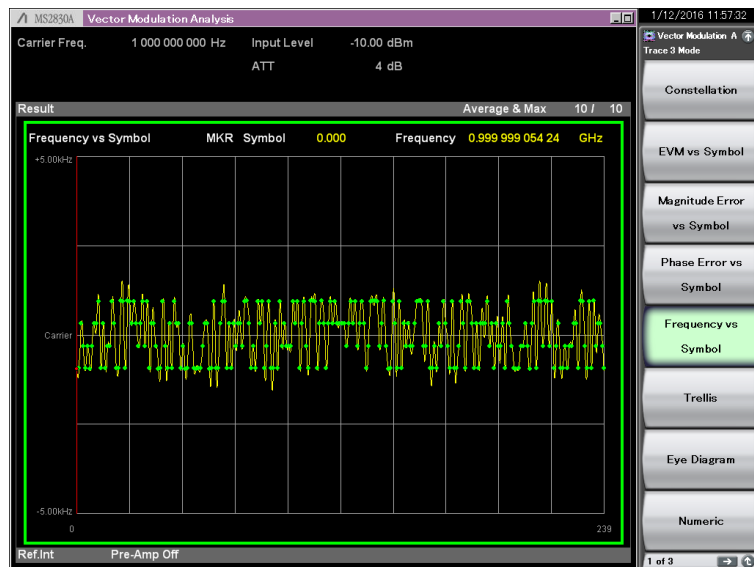 MS2830A Vector Modulation Analysis
1/12/2016 11:57:32
Carrier Freq. 1 000 000 000 Hz Input Level -10.00 dBm
ATT 4 dB
Result Average & Max 10 / 10
Frequency vs Symbol MKR Symbol 0.000 Frequency 0.999 999 054 24 GHz
+5.00kHz
Carrier
-5.00kHz
0 239
Ref.Int Pre-Amp Off
Vector Modulation A
Trace 3 Mode
Constellation
EVM vs Symbol
Magnitude Error
vs Symbol
Phase Error vs
Symbol
Frequency vs
Symbol
Trellis
Eye Diagram
Numeric
1 of 3